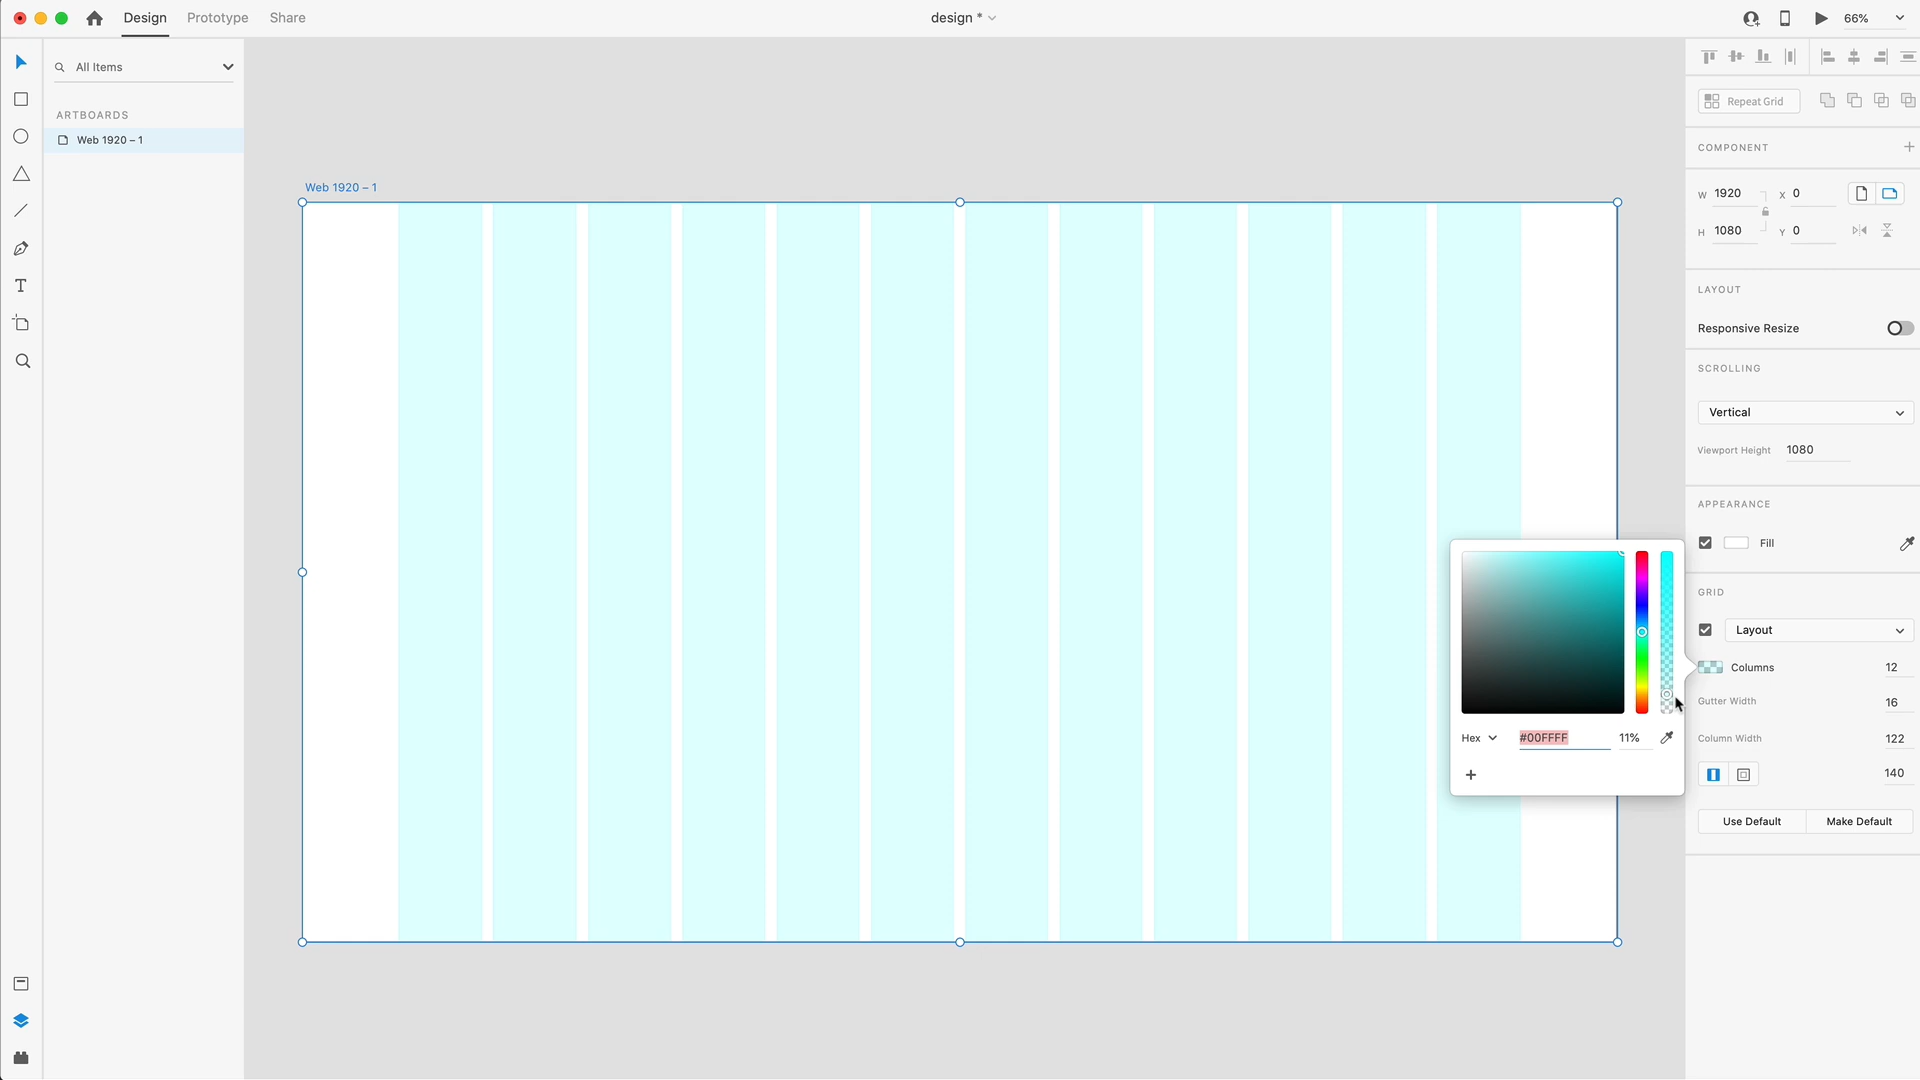 Design Prototype Share design * 66%
All Items
ARTBOARDS
Web 1920 – 1
Web 1920 – 1
Repeat Grid
COMPONENT
W 1920 X 0
H 1080 Y 0
LAYOUT
Responsive Resize
SCROLLING
Vertical
Viewport Height 1080
APPEARANCE
Fill
GRID
Layout
Columns 12
Gutter Width 16
Column Width 122
140
Use Default Make Default
Hex #00FFFF 11%
T